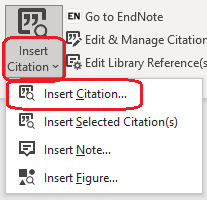 Insert
Citation
EN Go to EndNote
Edit & Manage Citation
Edit Library Reference(s
Insert Citation...
Insert Selected Citation(s)
Insert Note...
Insert Figure...